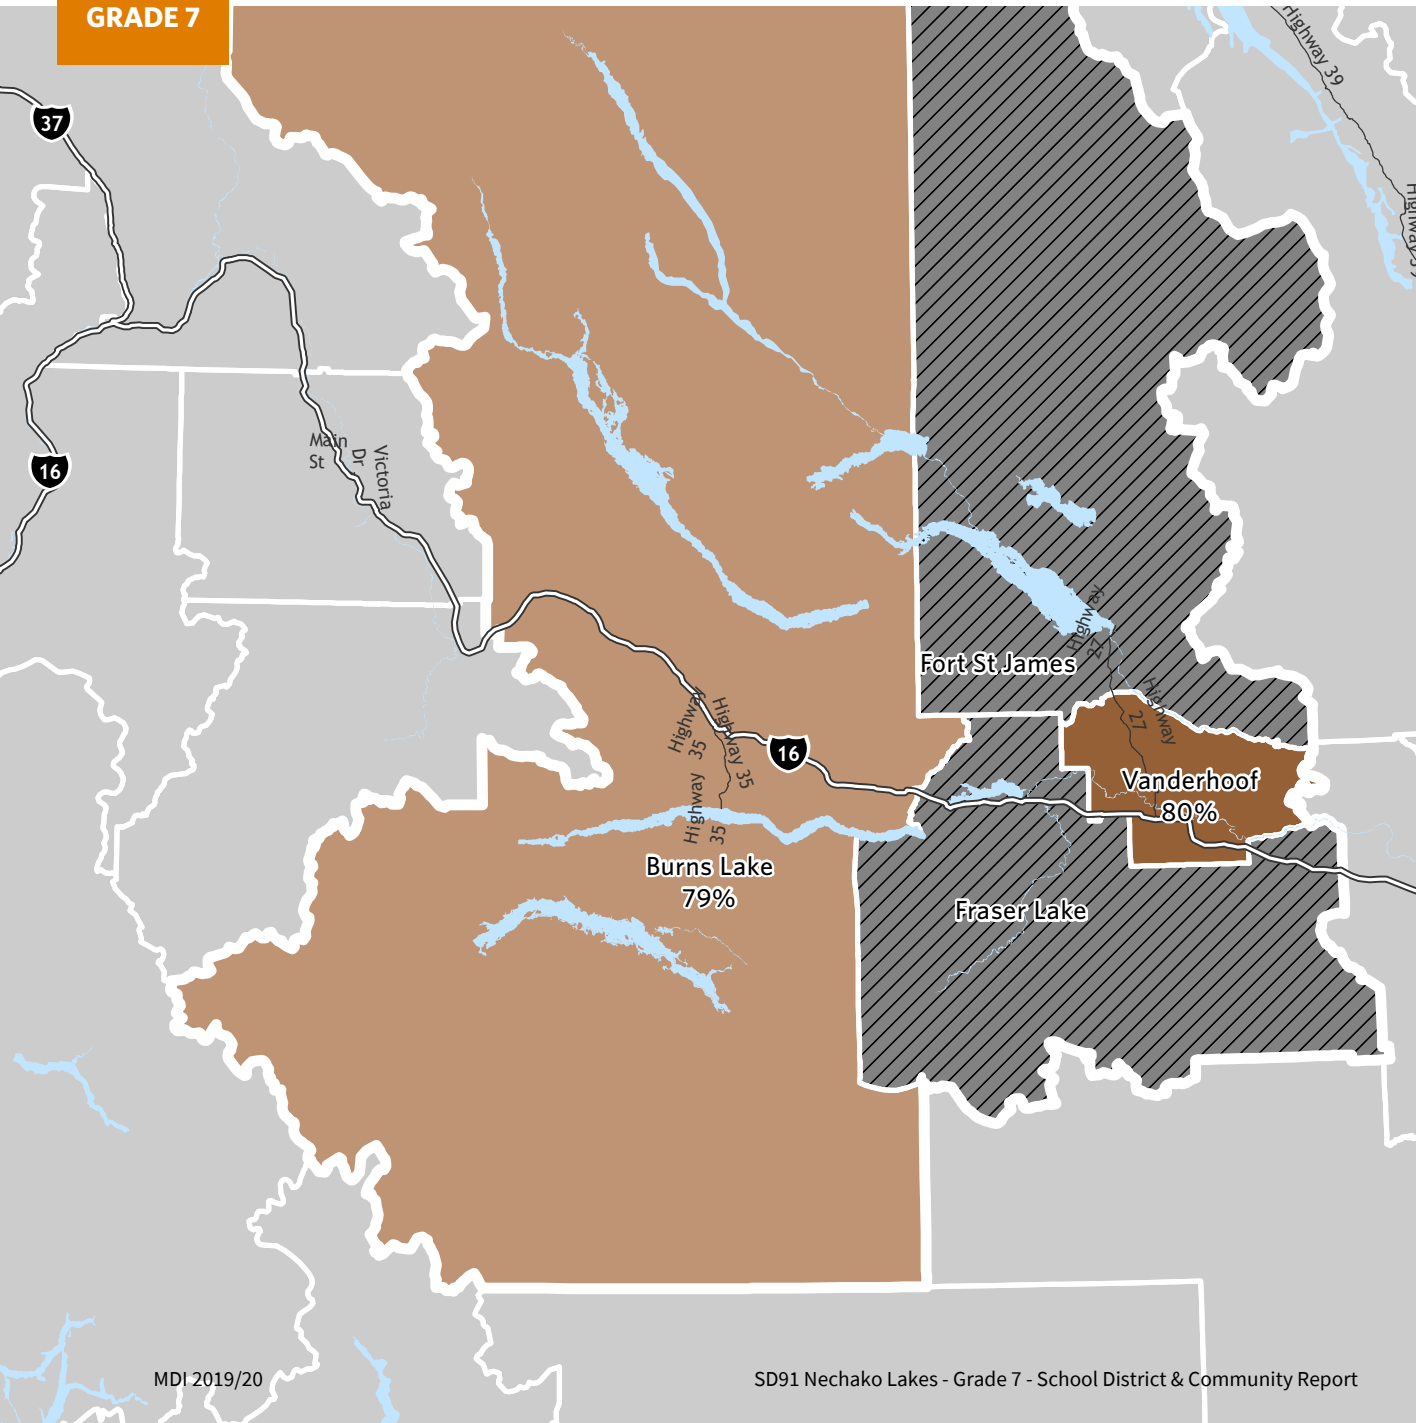 GRADE 7
Highway 39
37
Highway 39
Main
St
Victoria
Dr
16
Highway
27
Fort St James
Highway
27
Highway
35
Highway 35
16
Vanderhoof
80%
Highway
35
Burns Lake
79%
Fraser Lake
MDI 2019/20
SD91 Nechako Lakes - Grade 7 - School District & Community Report